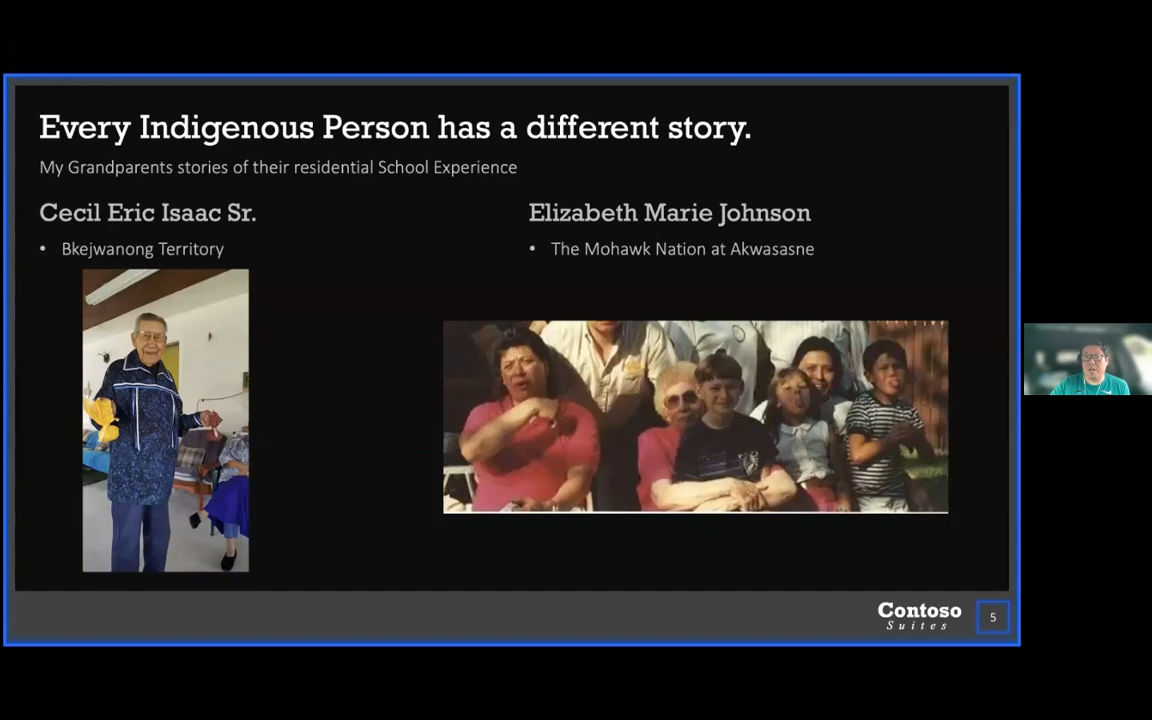 Every Indigenous Person has a different story.
My Grandparents stories of their residential School Experience
Cecil Eric Isaac Sr.
• Bkejwanong Territory
Elizabeth Marie Johnson
• The Mohawk Nation at Akwasasne
Contoso
Suites
5